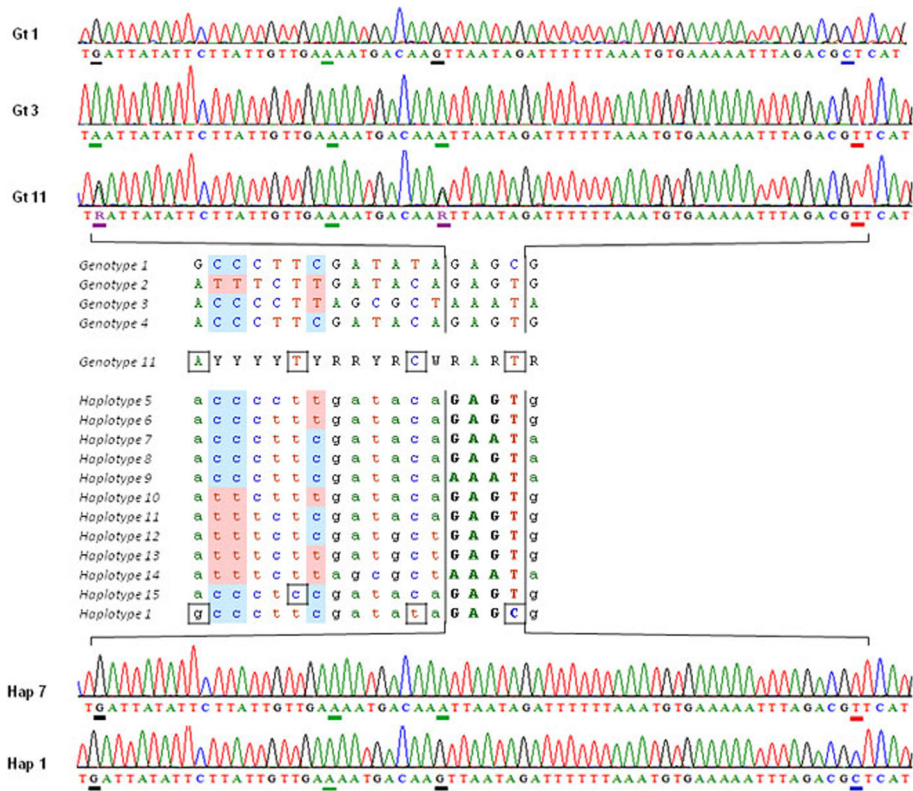 Gt 1
TGATTATATTCTTATTGTTGAAAATGACAAGTTAATAGATTTTTTAAATGTGAAAAATTTAGACGCTCAT
Gt 3
TAATTATATTCTTATTGTTGAAAATGACAAATTAATAGATTTTTTAAATGTGAAAAATTTAGACGTTCAT
Gt 11
TRATTATATTCTTATTGTTGAAAATGACAARTTAATAGATTTTTTAAATGTGAAAAATTTAGACGTTCAT
Genotype 1 G C C C T T C G A T A T A G A G C G
Genotype 2 A T T T C T T G A T A C A G A G T G
Genotype 3 A C C C C T T A G C G C T A A A T A
Genotype 4 A C C C T T C G A T A C A G A G T G
Genotype 11 A Y Y Y Y T Y R R Y R C W R A R T R
Haplotype 5 a c c c c t t g a t a c a G A G T g
Haplotype 6 a c c c t t t g a t a c a G A G T g
Haplotype 7 a c c c t t c g a t a c a G A A T a
Haplotype 8 a c c c t t c g a t a c a G A G T a
Haplotype 9 a c c c t t c g a t a c a A A A T a
Haplotype 10 a t t c t t t g a t a c a G A G T g
Haplotype 11 a t t t c t c g a t a c a G A G T g
Haplotype 12 a t t t c t c g a t g c t G A G T g
Haplotype 13 a t t t c t t g a t g c t G A G T g
Haplotype 14 a t t t c t t a g c g c t A A A T a
Haplotype 15 a c c c t c c g a t a c a G A G T g
Haplotype 1 g c c c t t c g a t a t a G A G C g
Hap 7
TGATTATATTCTTATTGTTGAAAATGACAAATTAATAGATTTTTTAAATGTGAAAAATTTAGACGTTCAT
Hap 1
TGATTATATTCTTATTGTTGAAAATGACAAGTTAATAGATTTTTTAAATGTGAAAAATTTAGACGCTCAT